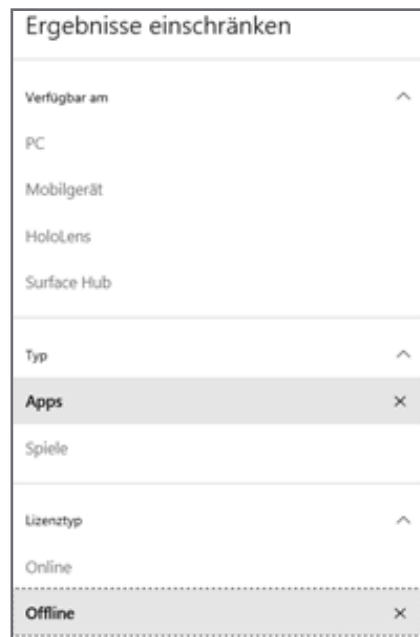 Ergebnisse einschränken
Verfügbar am
PC
Mobilgerät
HoloLens
Surface Hub
Typ
Apps
Spiele
Lizenztyp
Online
Offline